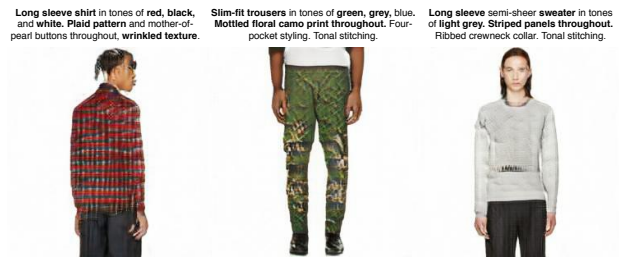 Long sleeve shirt in tones of red, black,
and white. Plaid pattern and mother-of-
pearl buttons throughout, wrinkled texture.
Slim-fit trousers in tones of green, grey, blue.
Mottled floral camo print throughout. Four-
pocket styling. Tonal stitching.
Long sleeve semi-sheer sweater in tones
of light grey. Striped panels throughout.
Ribbed crewneck collar. Tonal stitching.